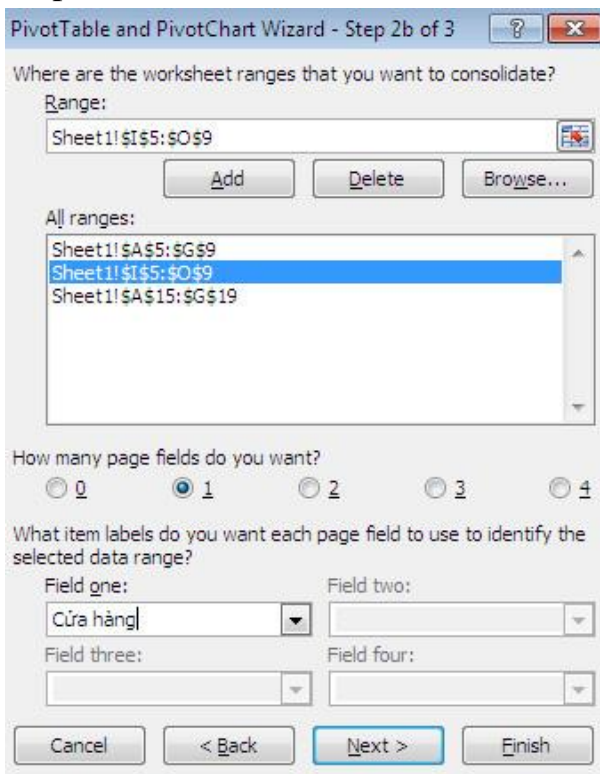 PivotTable and PivotChart Wizard - Step 2b of 3
Where are the worksheet ranges that you want to consolidate?
Range:
Sheet1!$I$5:$O$9
Add Delete Browse...
All ranges:
Sheet1!$A$5:$G$9
Sheet1!$I$5:$O$9
Sheet1!$A$15:$G$19
How many page fields do you want?
0 1 2 3 4
What item labels do you want each page field to use to identify the
selected data range?
Field one: Field two:
Cửa hàng
Field three: Field four:
Cancel < Back Next > Finish